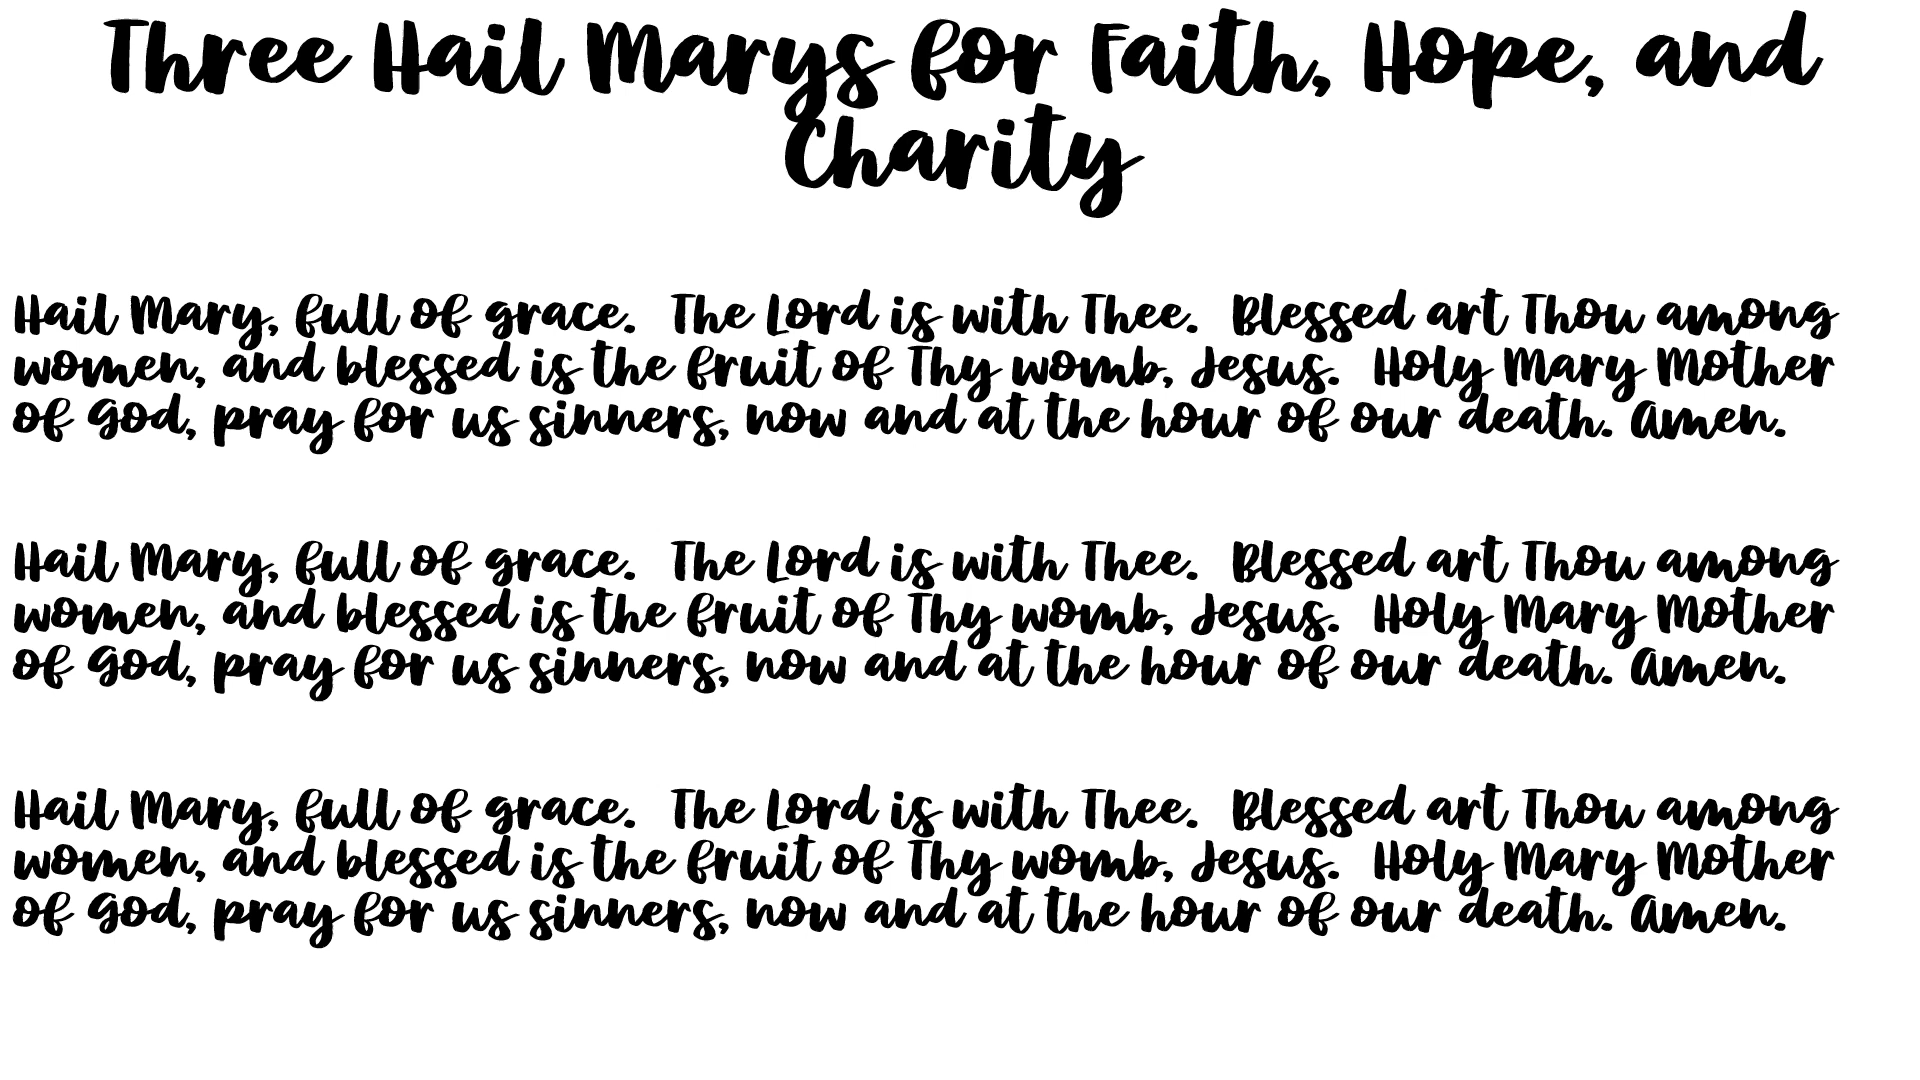 Three Hail Marys for Faith, Hope, and
Charity
Hail Mary, full of grace.  The Lord is with Thee.  Blessed art Thou among
women, and blessed is the fruit of Thy womb, Jesus.  Holy Mary Mother
of God, pray for us sinners, now and at the hour of our death. Amen.
Hail Mary, full of grace.  The Lord is with Thee.  Blessed art Thou among
women, and blessed is the fruit of Thy womb, Jesus.  Holy Mary Mother
of God, pray for us sinners, now and at the hour of our death. Amen.
Hail Mary, full of grace.  The Lord is with Thee.  Blessed art Thou among
women, and blessed is the fruit of Thy womb, Jesus.  Holy Mary Mother
of God, pray for us sinners, now and at the hour of our death. Amen.